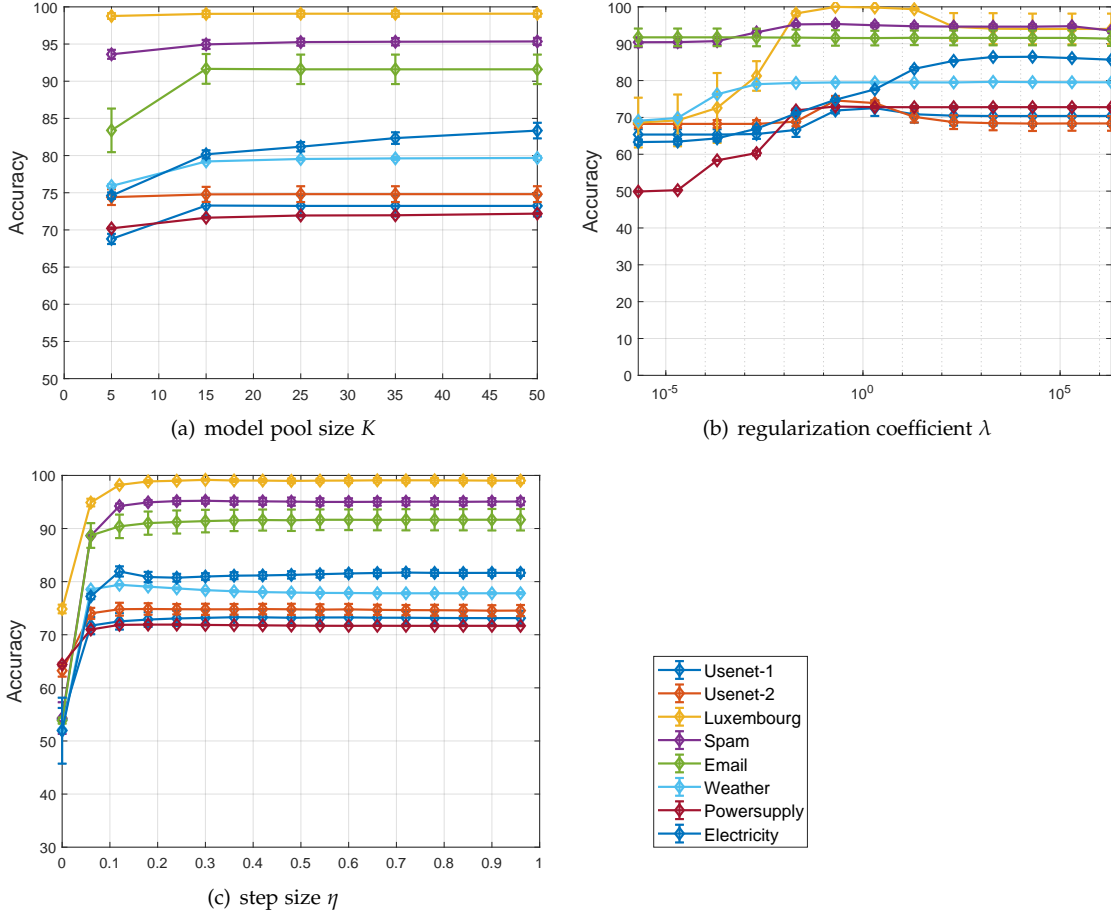 100
95
90
85
80
75
70
65
60
55
50
Accuracy
0 5 10 15 20 25 30 35 40 45 50
(a) model pool size K
100
90
80
70
60
50
40
30
20
10
0
Accuracy
10^-5 10^0 10^5
(b) regularization coefficient λ
100
90
80
70
60
50
40
30
Accuracy
0 0.1 0.2 0.3 0.4 0.5 0.6 0.7 0.8 0.9 1
(c) step size η
Usenet-1
Usenet-2
Luxembourg
Spam
Email
Weather
Powersupply
Electricity